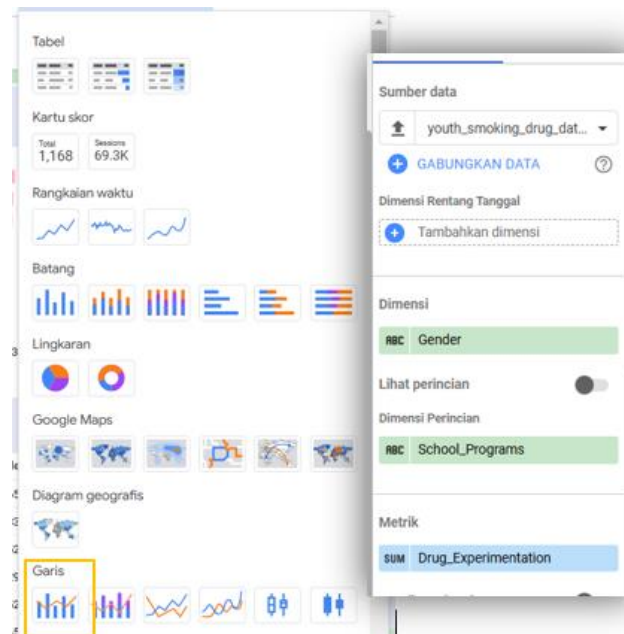 Tabel
Kartu skor
Total
1,168
Sessions
69.3K
Rangkaian waktu
Batang
Lingkaran
Google Maps
Diagram geografis
Garis
Sumber data
youth_smoking_drug_dat...
GABUNGKAN DATA
Dimensi Rentang Tanggal
Tambahkan dimensi
Dimensi
ABC Gender
Lihat perincian
Dimensi Perincian
ABC School_Programs
Metrik
SUM Drug_Experimentation